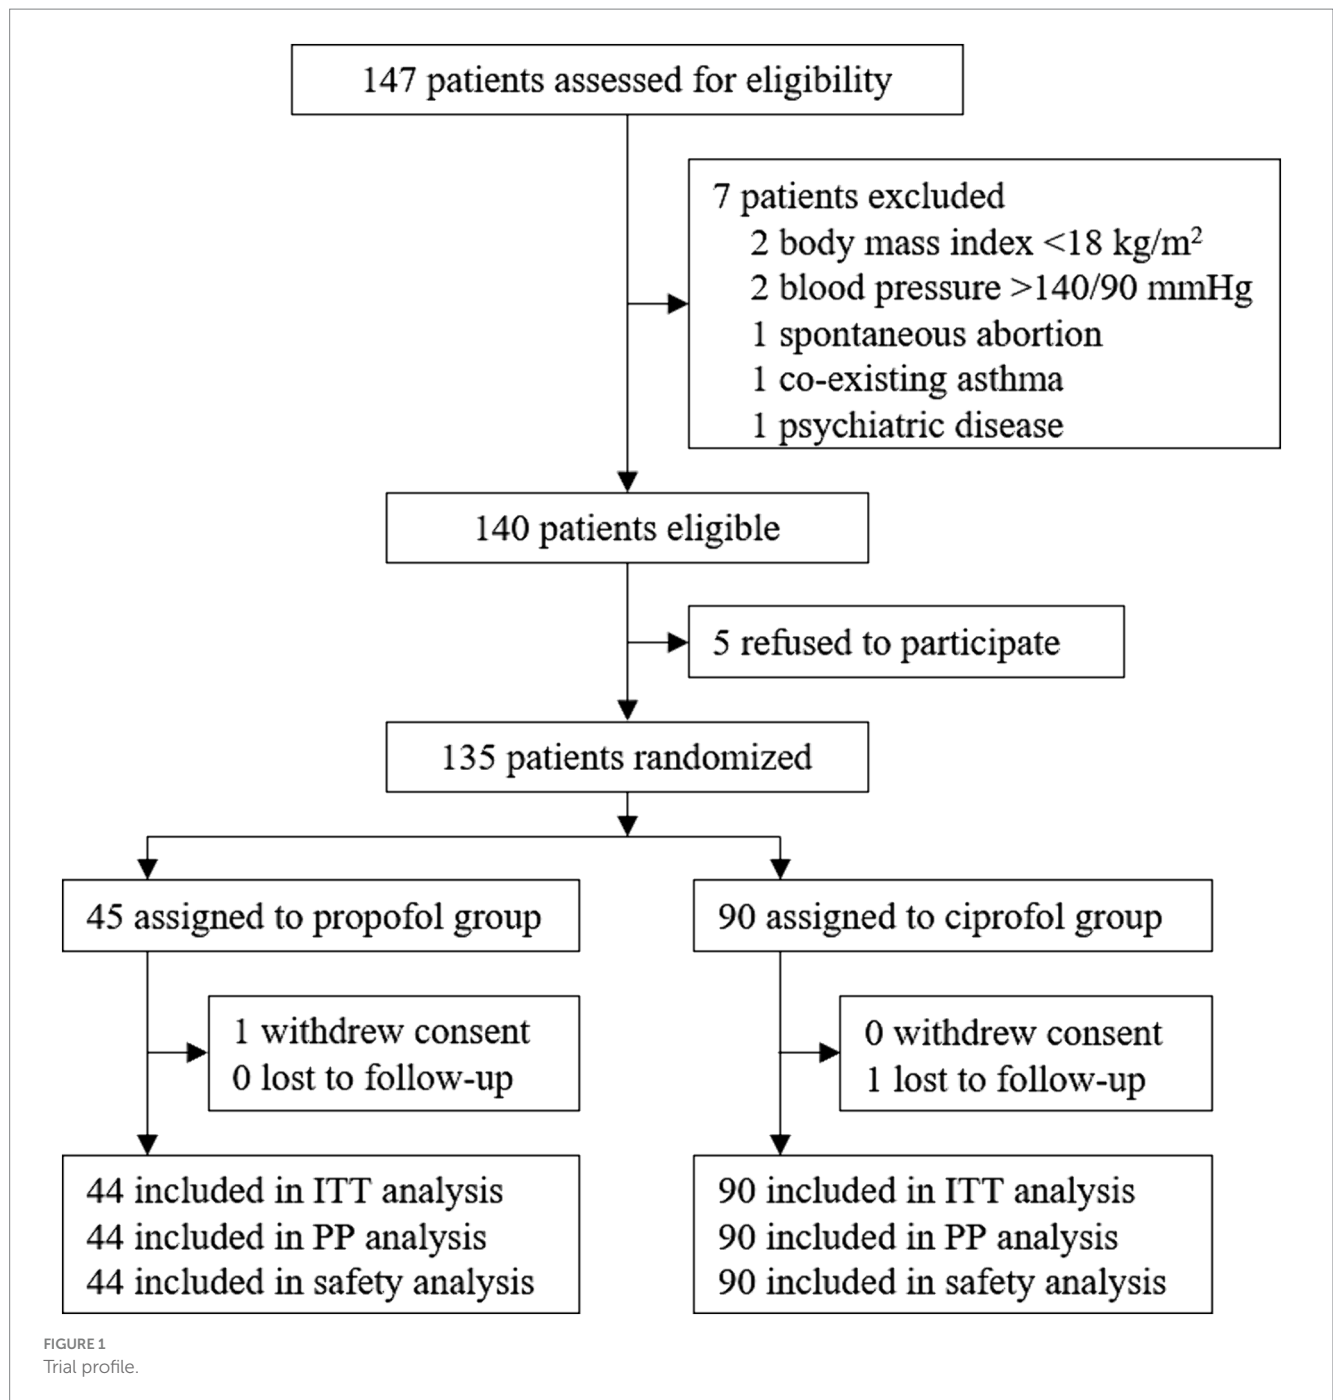 147 patients assessed for eligibility
7 patients excluded
2 body mass index <18 kg/m²
2 blood pressure >140/90 mmHg
1 spontaneous abortion
1 co-existing asthma
1 psychiatric disease
140 patients eligible
5 refused to participate
135 patients randomized
45 assigned to propofol group
90 assigned to ciprofol group
1 withdrew consent
0 lost to follow-up
0 withdrew consent
1 lost to follow-up
44 included in ITT analysis
44 included in PP analysis
44 included in safety analysis
90 included in ITT analysis
90 included in PP analysis
90 included in safety analysis
FIGURE 1
Trial profile.